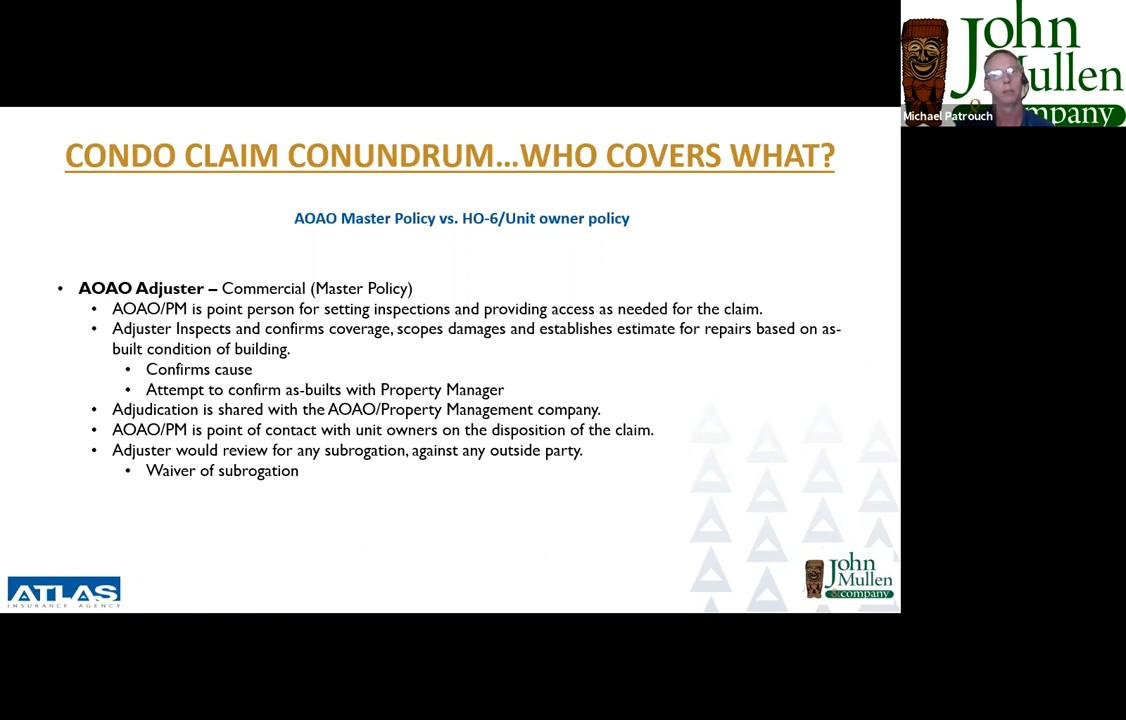 John
Mullen
& company
Michael Patrouch
CONDO CLAIM CONUNDRUM...WHO COVERS WHAT?
AOAO Master Policy vs. HO-6/Unit owner policy
• AOAO Adjuster – Commercial (Master Policy)
• AOAO/PM is point person for setting inspections and providing access as needed for the claim.
• Adjuster Inspects and confirms coverage, scopes damages and establishes estimate for repairs based on as-
built condition of building.
• Confirms cause
• Attempt to confirm as-builts with Property Manager
• Adjudication is shared with the AOAO/Property Management company.
• AOAO/PM is point of contact with unit owners on the disposition of the claim.
• Adjuster would review for any subrogation, against any outside party.
• Waiver of subrogation
ATLAS
INSURANCE AGENCY
John
Mullen
& company